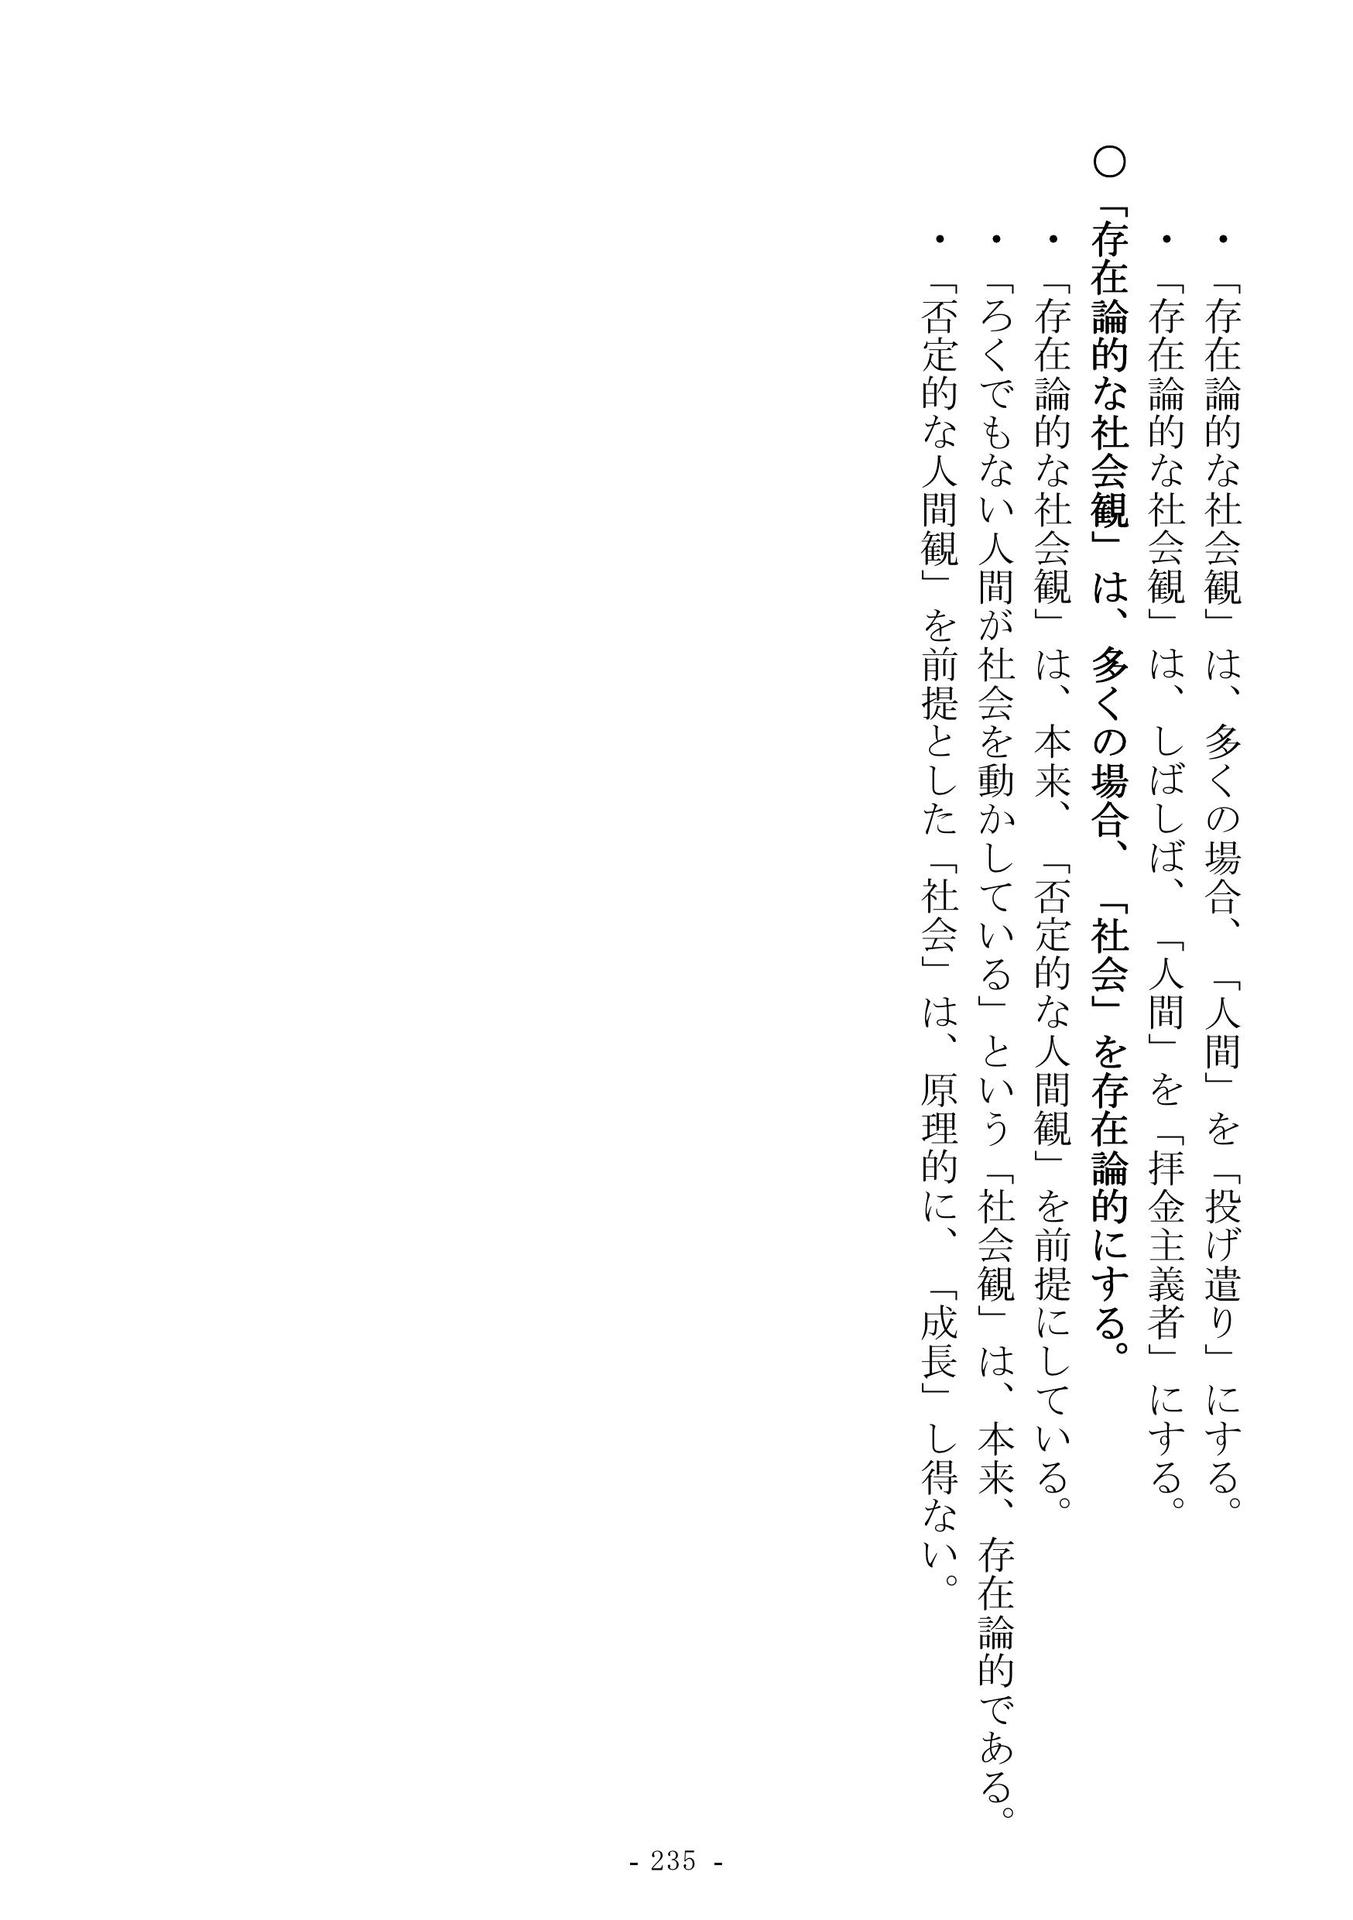 ・「存在論的な社会観」は、多くの場合、「人間」を「投げ遣り」にする。
・「存在論的な社会観」は、しばしば、「人間」を「拝金主義者」にする。
〇「存在論的な社会観」は、多くの場合、「社会」を存在論的にする。
・「存在論的な社会観」は、本来、「否定的な人間観」を前提にしている。
・「ろくでもない人間が社会を動かしている」という「社会観」は、本来、存在論的である。
・「否定的な人間観」を前提とした「社会」は、原理的に、「成長」し得ない。
- 235 -